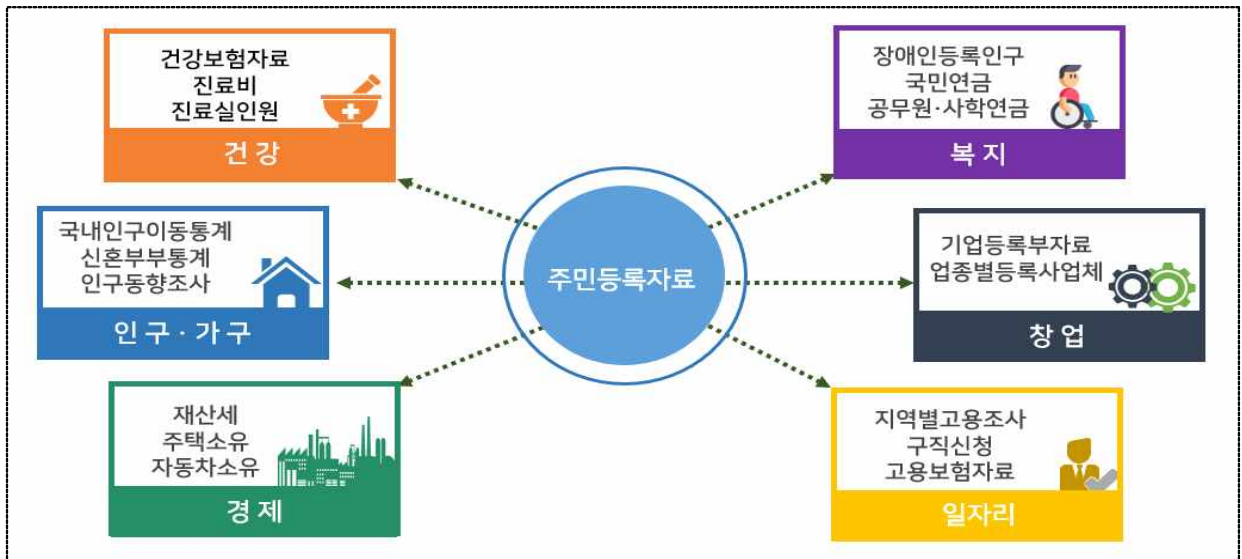 건강보험자료
진료비
진료실인원
건 강
장애인등록인구
국민연금
공무원·사학연금
복 지
국내인구이동통계
신혼부부통계
인구동향조사
인 구 · 가 구
주민등록자료
기업등록부자료
업종별등록사업체
창 업
재산세
주택소유
자동차소유
경 제
지역별고용조사
구직신청
고용보험자료
일자리